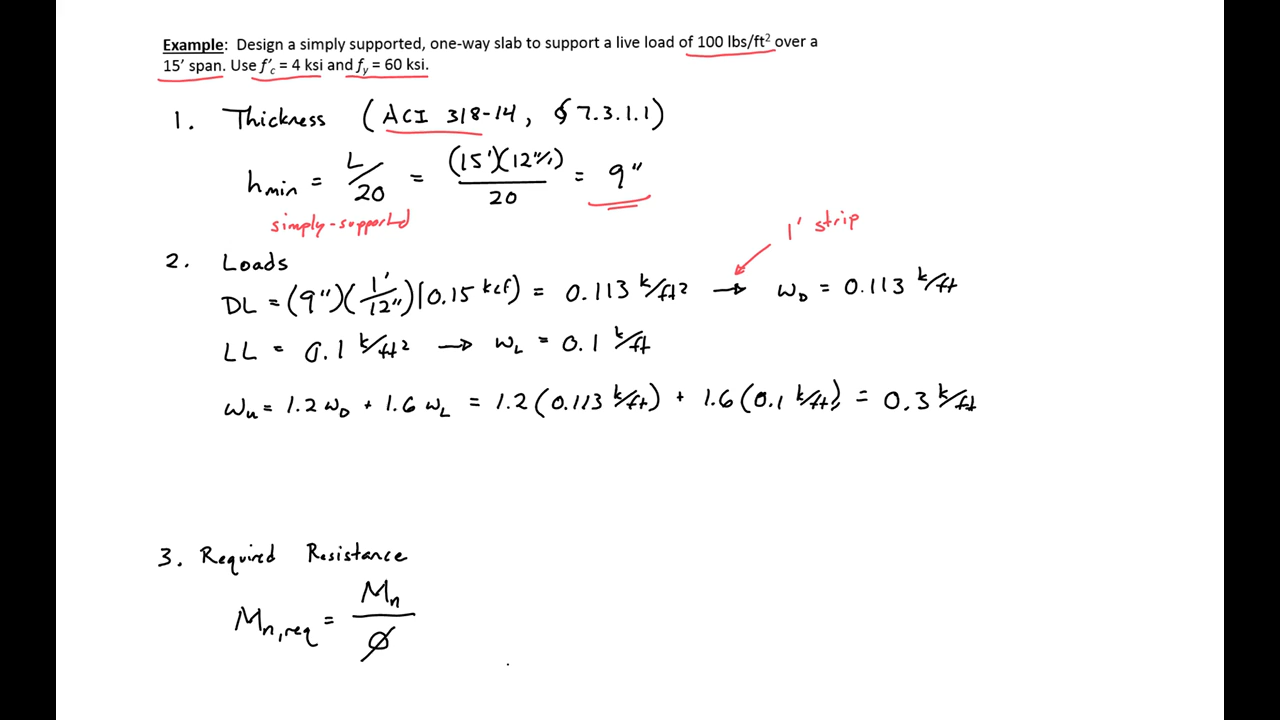 Example: Design a simply supported, one-way slab to support a live load of 100 lbs/ft² over a
15' span. Use f'c = 4 ksi and fy = 60 ksi.
1. Thickness (ACI 318-14, § 7.3.1.1)
hmin = L/20 = (15')(12"/1')/20 = 9"
simply-supported
1' strip
2. Loads
DL = (9")(1'/12")(0.15 kcf) = 0.113 k/ft² → wD = 0.113 k/ft
LL = 0.1 k/ft² → wL = 0.1 k/ft
wu = 1.2 wD + 1.6 wL = 1.2 (0.113 k/ft) + 1.6 (0.1 k/ft) = 0.3 k/ft
3. Required Resistance
Mn,req = Mn/ø